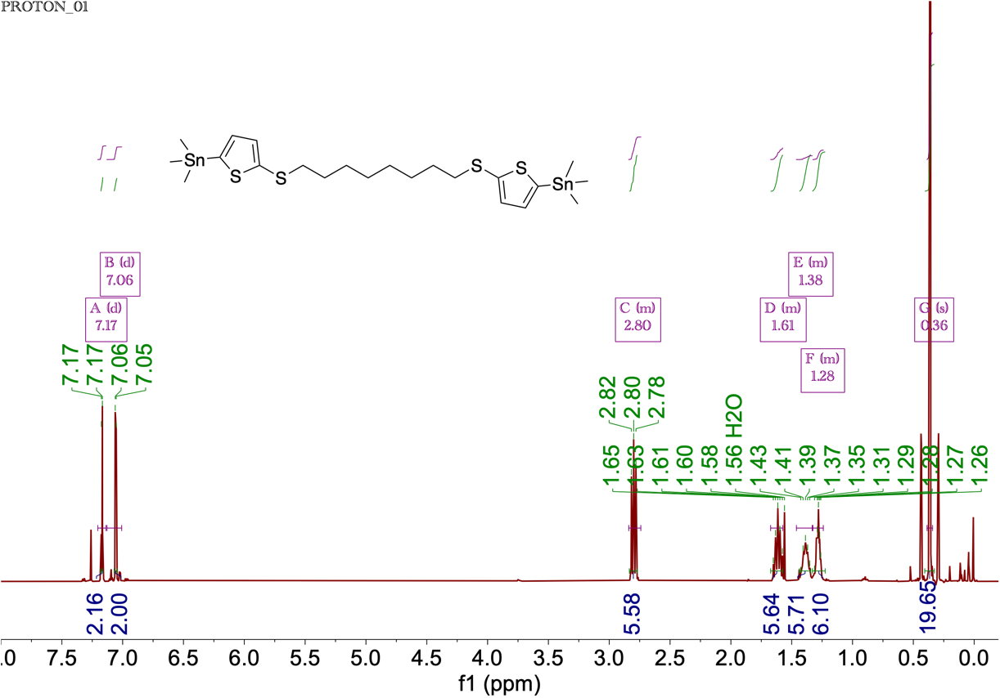 PROTON_01
Sn
S
S
S
S
Sn
B (d)
7.06
A (d)
7.17
C (m)
2.80
D (m)
1.61
E (m)
1.38
F (m)
1.28
G (s)
0.36
7.17
7.17
7.06
7.05
2.82
2.80
2.78
1.65
1.63
1.61
1.60
1.58
1.56 H2O
1.43
1.41
1.39
1.37
1.35
1.31
1.29
1.28
1.27
1.26
2.16
2.00
5.58
5.64
5.71
6.10
19.65
.0 7.5 7.0 6.5 6.0 5.5 5.0 4.5 4.0 3.5 3.0 2.5 2.0 1.5 1.0 0.5 0.0
f1 (ppm)